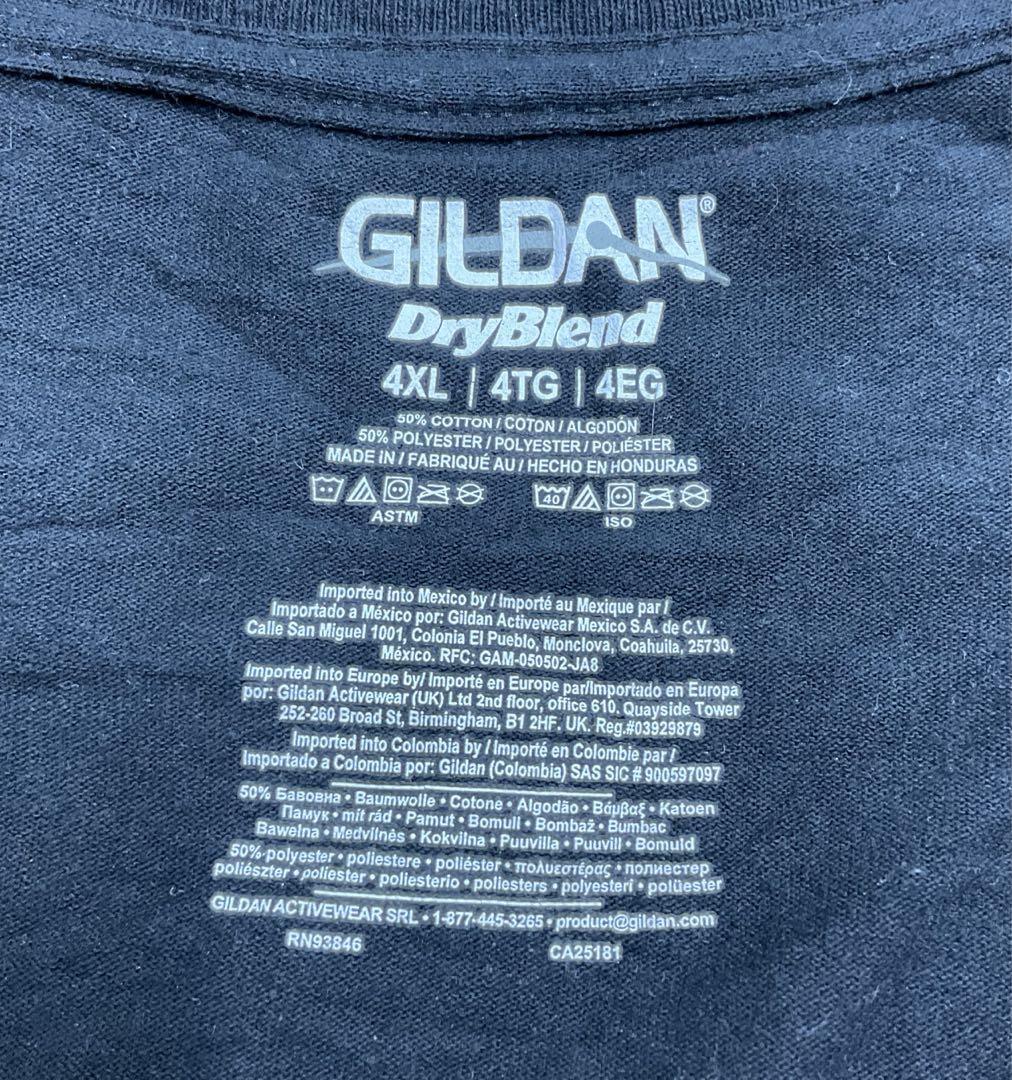 GILDAN®
DryBlend
4XL | 4TG | 4EG
50% COTTON / COTON / ALGODÓN
50% POLYESTER / POLYESTER / POLIÉSTER
MADE IN / FABRIQUÉ AU / HECHO EN HONDURAS
40
ASTM ISO
Imported into Mexico by / Importé au Mexique par /
Importado a México por: Gildan Activewear Mexico S.A. de C.V.
Calle San Miguel 1001, Colonia El Pueblo, Monclova, Coahuila, 25730,
México. RFC: GAM-050502-JA8
Imported into Europe by/ Importé en Europe par/Importado en Europa
por: Gildan Activewear (UK) Ltd 2nd floor, office 610. Quayside Tower
252-260 Broad St, Birmingham, B1 2HF. UK. Reg.#03929879
Imported into Colombia by / Importé en Colombie par /
Importado a Colombia por: Gildan (Colombia) SAS SIC # 900597097
50% Бавовна • Baumwolle • Cotone • Algodão • Βάμβαξ • Katoen
Памук • mit rád • Pamut • Bomull • Bombaž • Bumbac
Bawełna • Medvilnės • Kokvilna • Puuvilla • Puuvill • Bomuld
50% polyester • poliestere • poliéster • πολυεστέρας • полиестер
poliészter • poliester • poliesterio • poliesters • polyesteri • polüester
GILDAN ACTIVEWEAR SRL • 1-877-445-3265 • product@gildan.com
RN93846 CA25181